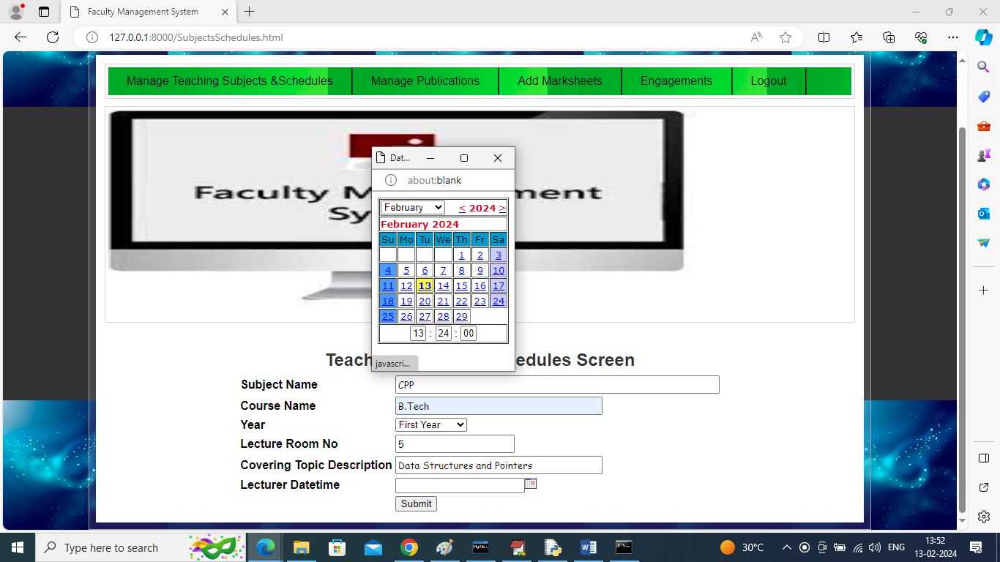 Faculty Management System
127.0.0.1:8000/SubjectsSchedules.html
Manage Teaching Subjects &Schedules Manage Publications Add Marksheets Engagements Logout
Faculty M
ment
Sy
Dat...
about:blank
February < 2024 >
February 2024
Su Mo Tu We Th Fr Sa
1 2 3
4 5 6 7 8 9 10
11 12 13 14 15 16 17
18 19 20 21 22 23 24
25 26 27 28 29
13 : 24 : 00
javascri...
Teach
edules Screen
Subject Name CPP
Course Name B.Tech
Year First Year
Lecture Room No 5
Covering Topic Description Data Structures and Pointers
Lecturer Datetime
Submit
Type here to search
30°C
ENG
13:52
13-02-2024